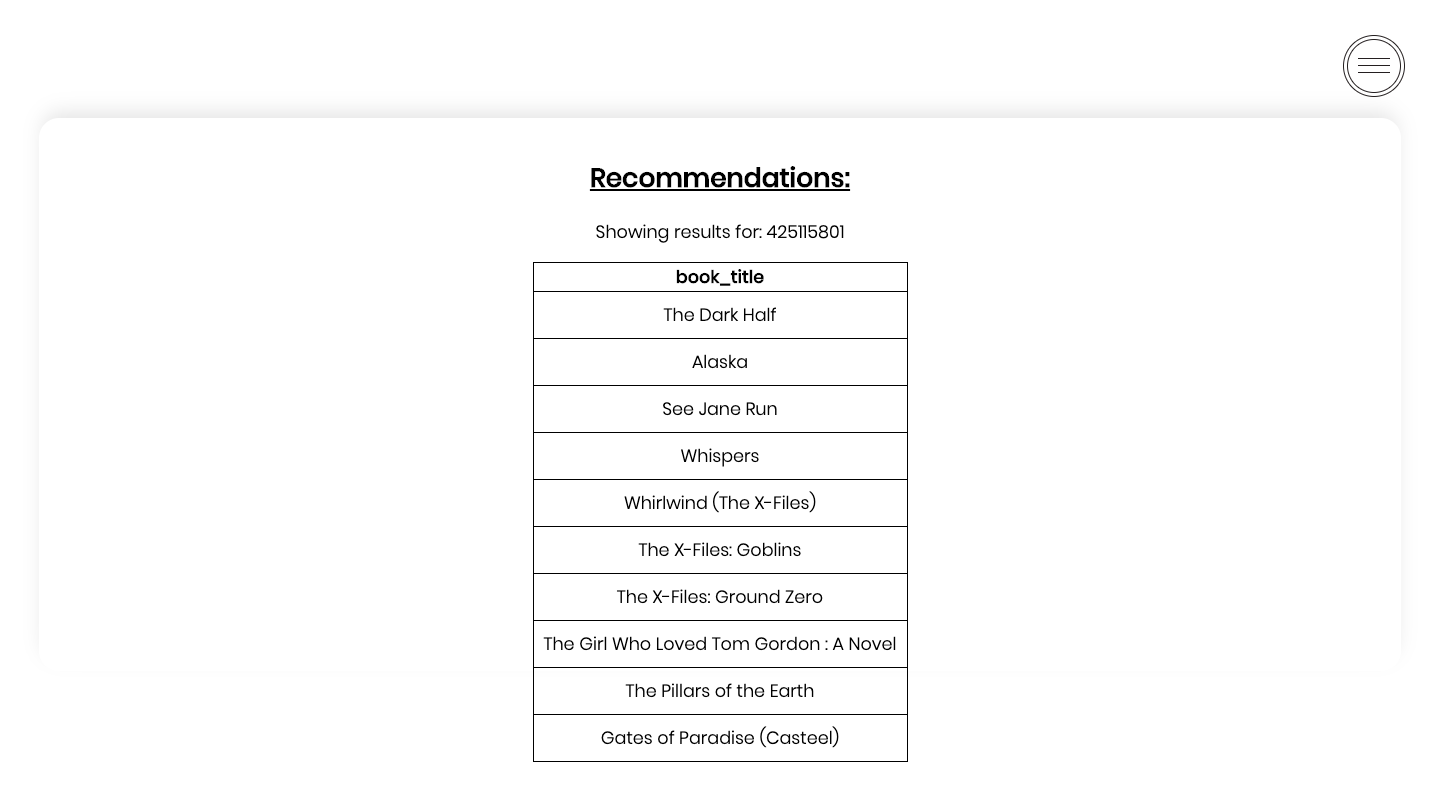 Recommendations:
Showing results for: 425115801
book_title
The Dark Half
Alaska
See Jane Run
Whispers
Whirlwind (The X-Files)
The X-Files: Goblins
The X-Files: Ground Zero
The Girl Who Loved Tom Gordon : A Novel
The Pillars of the Earth
Gates of Paradise (Casteel)